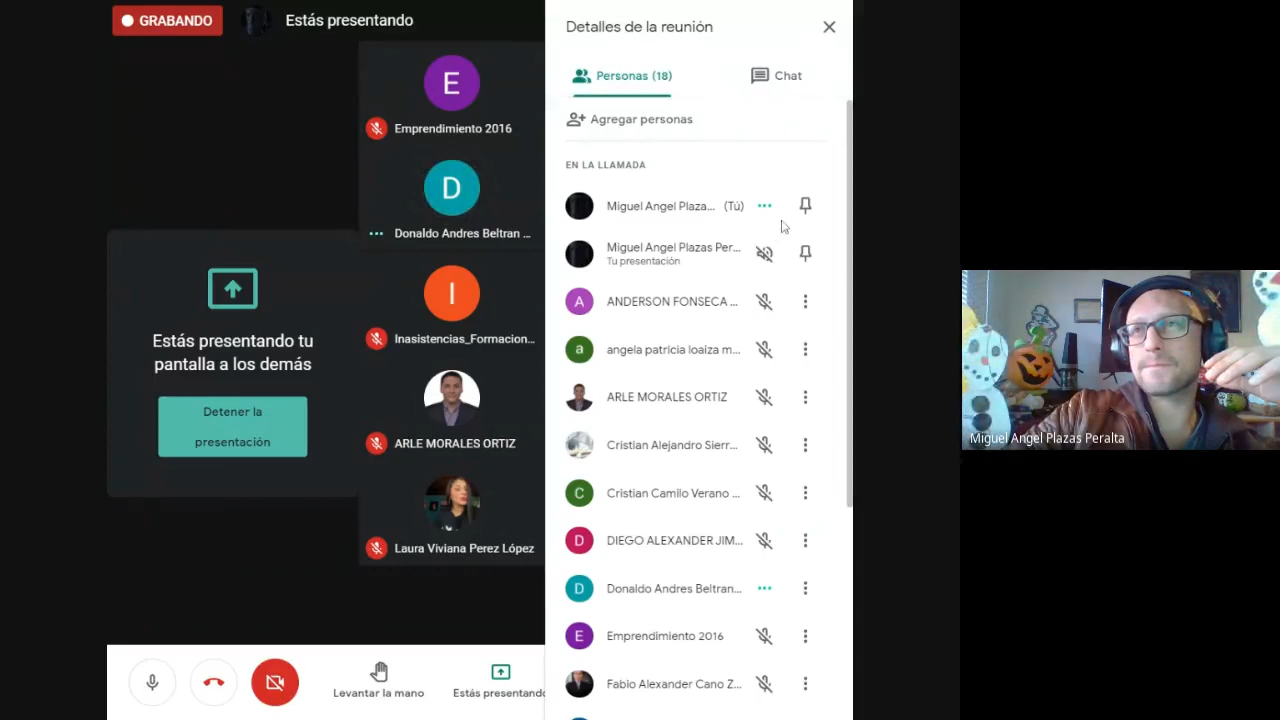 GRABANDO
Estás presentando
E
Emprendimiento 2016
D
Donaldo Andres Beltran ...
I
Inasistencias_Formacion...
ARLE MORALES ORTIZ
Laura Viviana Perez López
Estás presentando tu
pantalla a los demás
Detener la
presentación
Levantar la mano
Estás presentando
Detalles de la reunión
Personas (18)
Chat
Agregar personas
EN LA LLAMADA
Miguel Angel Plaza... (Tú)
Miguel Angel Plazas Per...
Tu presentación
A ANDERSON FONSECA ...
a angela patricia loaiza m...
ARLE MORALES ORTIZ
Cristian Alejandro Sierr...
C Cristian Camilo Verano ...
D DIEGO ALEXANDER JIM...
D Donaldo Andres Beltran...
E Emprendimiento 2016
Fabio Alexander Cano Z...
Miguel Angel Plazas Peralta